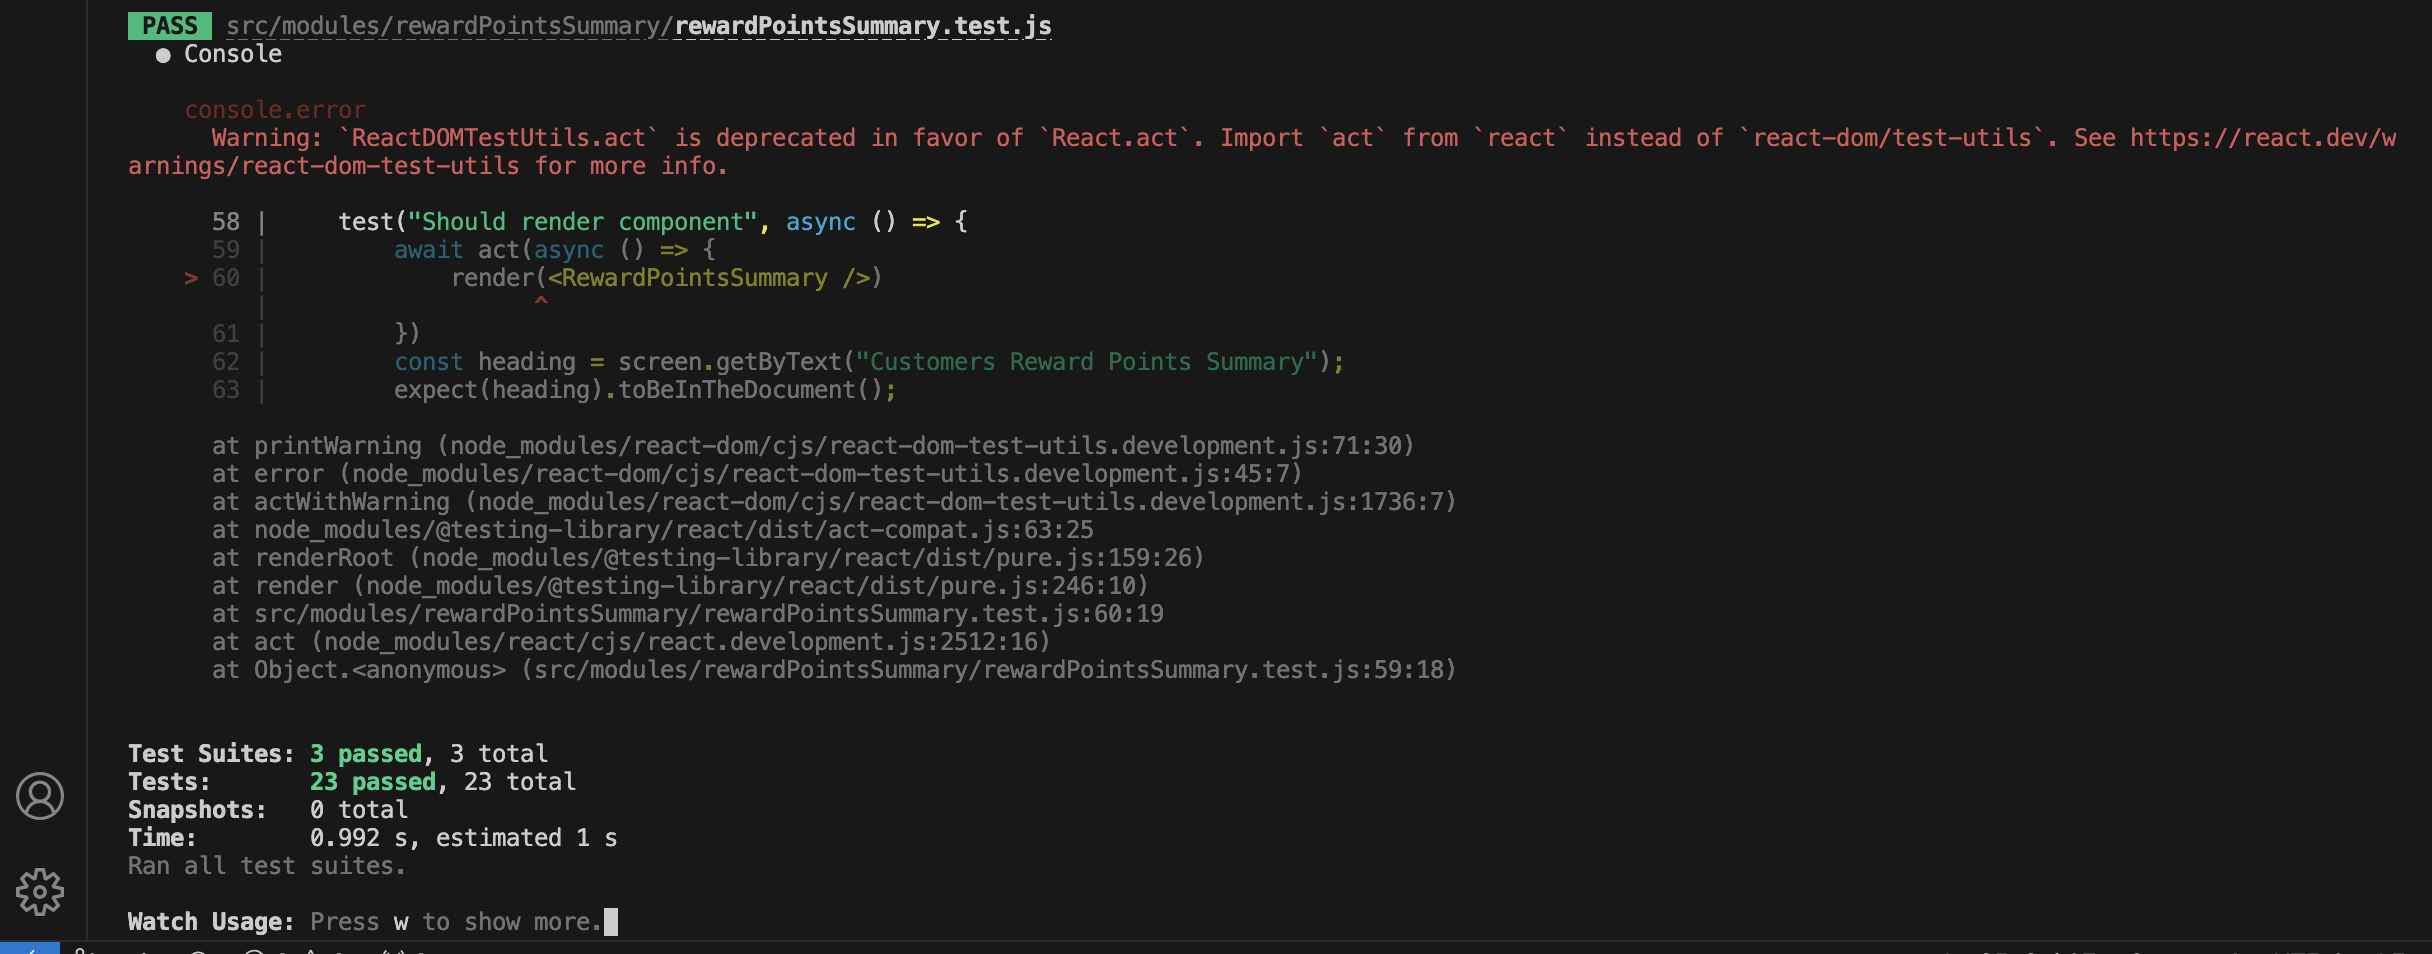 PASS src/modules/rewardPointsSummary/rewardPointsSummary.test.js
● Console
console.error
Warning: `ReactDOMTestUtils.act` is deprecated in favor of `React.act`. Import `act` from `react` instead of `react-dom/test-utils`. See https://react.dev/w
arnings/react-dom-test-utils for more info.
58 |     test("Should render component", async () => {
59 |         await act(async () => {
> 60 |             render(<RewardPointsSummary />)
|                   ^
61 |         })
62 |         const heading = screen.getByText("Customers Reward Points Summary");
63 |         expect(heading).toBeInTheDocument();
at printWarning (node_modules/react-dom/cjs/react-dom-test-utils.development.js:71:30)
at error (node_modules/react-dom/cjs/react-dom-test-utils.development.js:45:7)
at actWithWarning (node_modules/react-dom/cjs/react-dom-test-utils.development.js:1736:7)
at node_modules/@testing-library/react/dist/act-compat.js:63:25
at renderRoot (node_modules/@testing-library/react/dist/pure.js:159:26)
at render (node_modules/@testing-library/react/dist/pure.js:246:10)
at src/modules/rewardPointsSummary/rewardPointsSummary.test.js:60:19
at act (node_modules/react/cjs/react.development.js:2512:16)
at Object.<anonymous> (src/modules/rewardPointsSummary/rewardPointsSummary.test.js:59:18)
Test Suites: 3 passed, 3 total
Tests:       23 passed, 23 total
Snapshots:   0 total
Time:        0.992 s, estimated 1 s
Ran all test suites.
Watch Usage: Press w to show more.